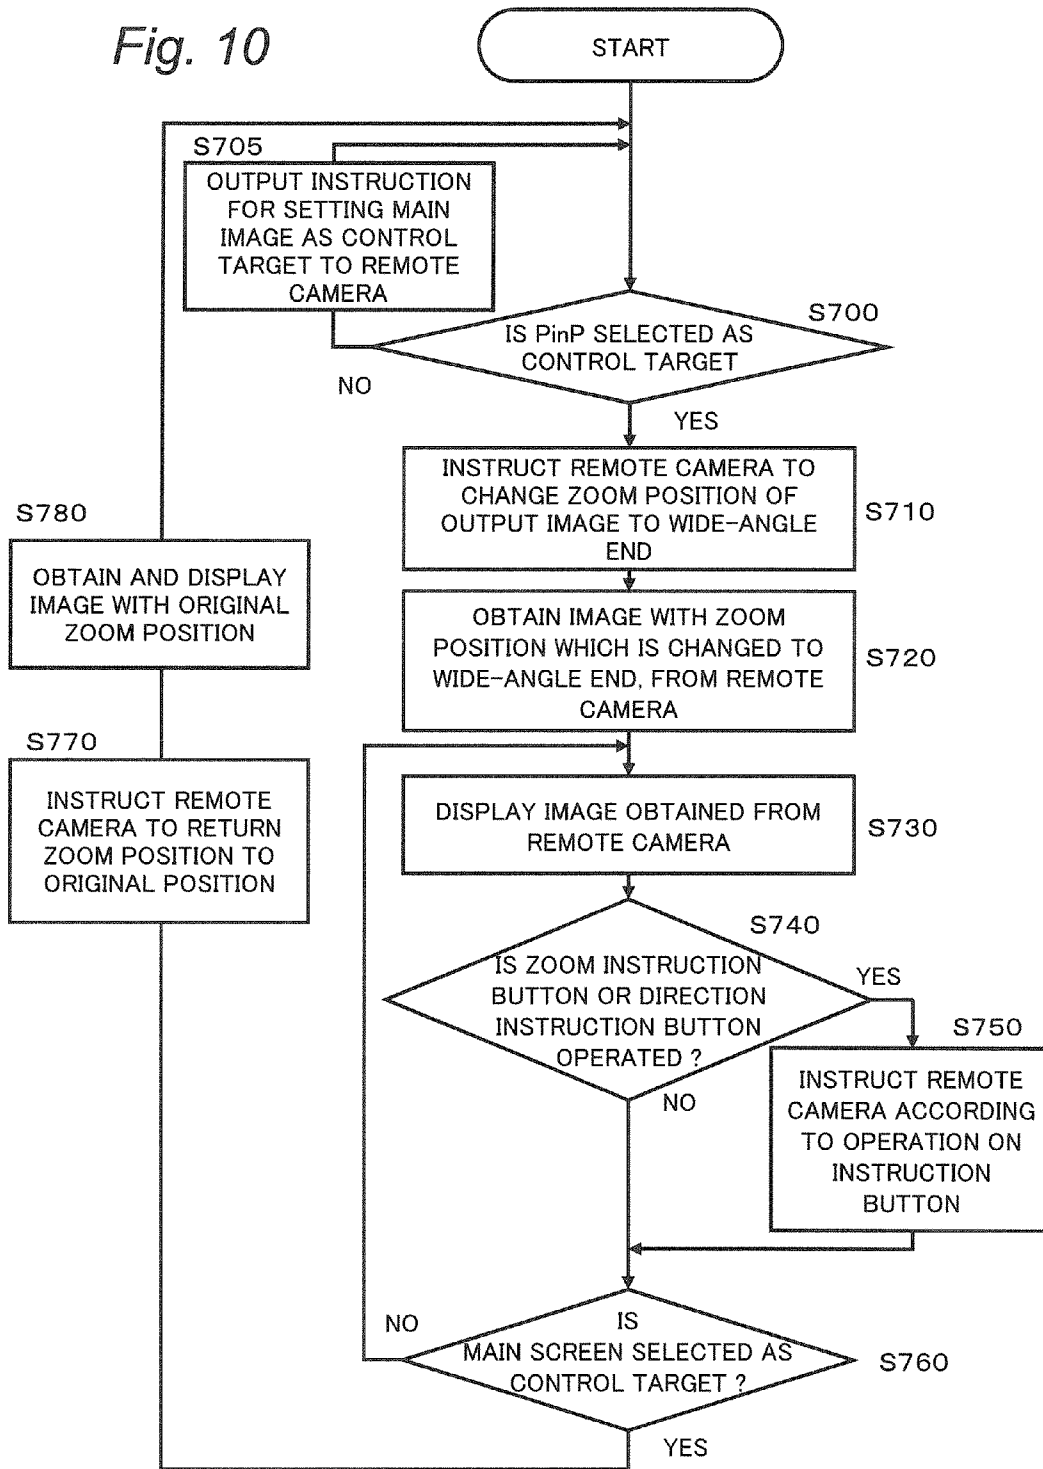 Fig. 10
START
S705
OUTPUT INSTRUCTION
FOR SETTING MAIN
IMAGE AS CONTROL
TARGET TO REMOTE
CAMERA
S700
IS PinP SELECTED AS
CONTROL TARGET
NO
YES
INSTRUCT REMOTE CAMERA TO
CHANGE ZOOM POSITION OF
OUTPUT IMAGE TO WIDE-ANGLE
END
S710
S780
OBTAIN AND DISPLAY
IMAGE WITH ORIGINAL
ZOOM POSITION
OBTAIN IMAGE WITH ZOOM
POSITION WHICH IS CHANGED TO
WIDE-ANGLE END, FROM REMOTE
CAMERA
S720
S770
INSTRUCT REMOTE
CAMERA TO RETURN
ZOOM POSITION TO
ORIGINAL POSITION
DISPLAY IMAGE OBTAINED FROM
REMOTE CAMERA
S730
S740
IS ZOOM INSTRUCTION
BUTTON OR DIRECTION
INSTRUCTION BUTTON
OPERATED ?
YES
NO
S750
INSTRUCT REMOTE
CAMERA ACCORDING
TO OPERATION ON
INSTRUCTION
BUTTON
NO
IS
MAIN SCREEN SELECTED AS
CONTROL TARGET ?
S760
YES